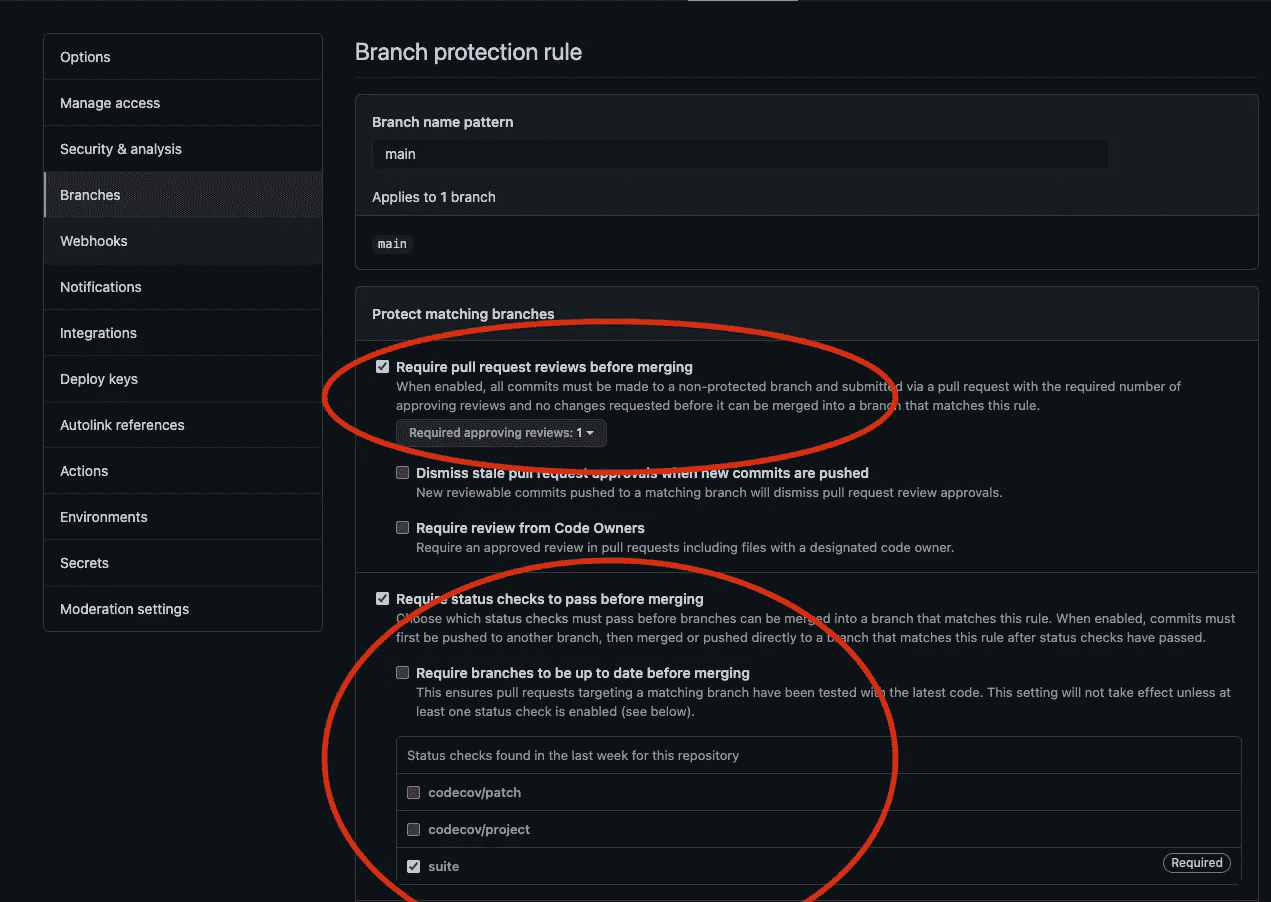 Options
Manage access
Security & analysis
Branches
Webhooks
Notifications
Integrations
Deploy keys
Autolink references
Actions
Environments
Secrets
Moderation settings
Branch protection rule
Branch name pattern
main
Applies to 1 branch
main
Protect matching branches
Require pull request reviews before merging
When enabled, all commits must be made to a non-protected branch and submitted via a pull request with the required number of
approving reviews and no changes requested before it can be merged into a branch that matches this rule.
Required approving reviews: 1
Dismiss stale pull request approvals when new commits are pushed
New reviewable commits pushed to a matching branch will dismiss pull request review approvals.
Require review from Code Owners
Require an approved review in pull requests including files with a designated code owner.
Require status checks to pass before merging
Choose which status checks must pass before branches can be merged into a branch that matches this rule. When enabled, commits must
first be pushed to another branch, then merged or pushed directly to a branch that matches this rule after status checks have passed.
Require branches to be up to date before merging
This ensures pull requests targeting a matching branch have been tested with the latest code. This setting will not take effect unless at
least one status check is enabled (see below).
Status checks found in the last week for this repository
codecov/patch
codecov/project
suite
Required